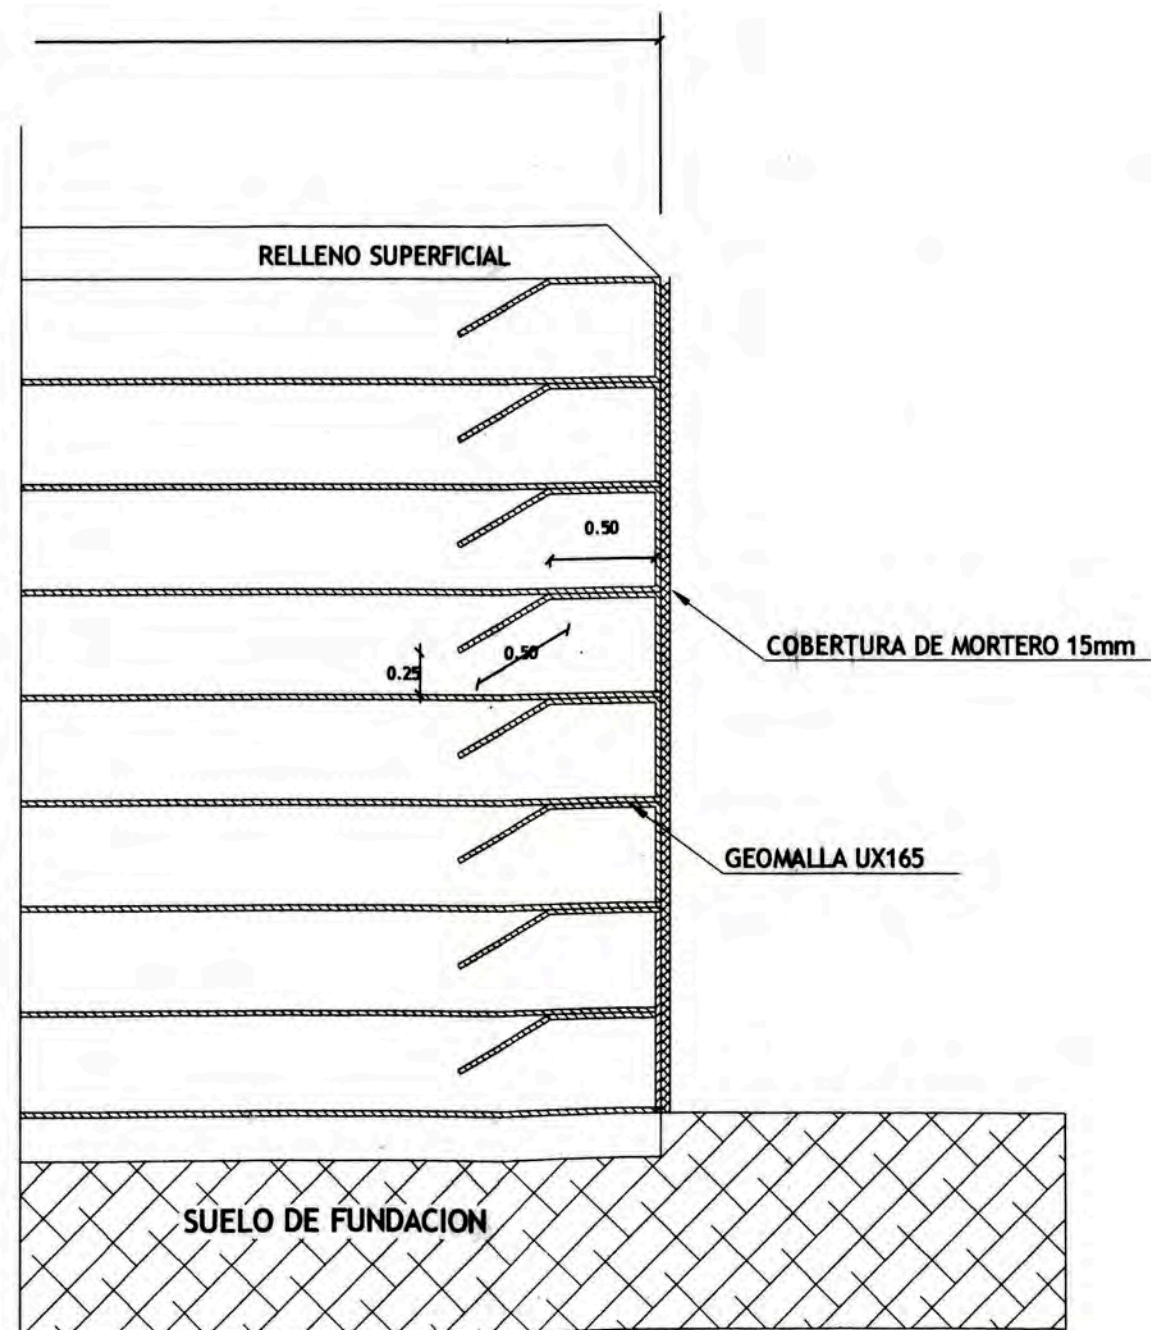 RELLENO SUPERFICIAL
0.50
COBERTURA DE MORTERO 15mm
0.50
0.25
GEOMALLA UX165
SUELO DE FUNDACION